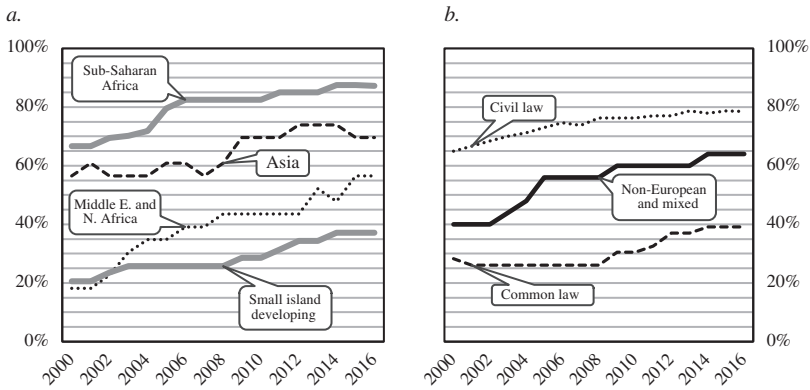 a.
b.
100%
80%
60%
40%
20%
0%
Sub-Saharan
Africa
Asia
Middle E. and
N. Africa
Small island
developing
2000
2002
2004
2006
2008
2010
2012
2014
2016
Civil law
Non-European
and mixed
Common law
100%
80%
60%
40%
20%
0%
2000
2002
2004
2006
2008
2010
2012
2014
2016